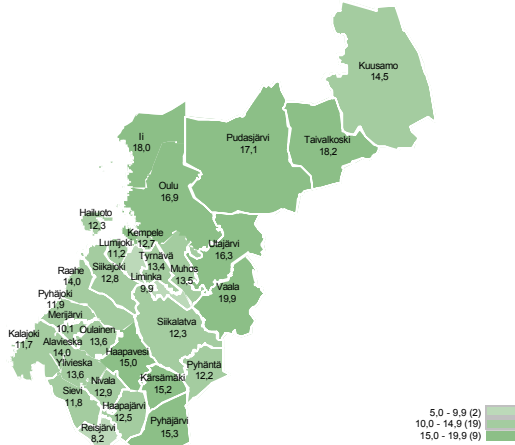 Kuusamo
14,5
Ii
18,0
Pudasjärvi
17,1
Taivalkoski
18,2
Oulu
16,9
Hailuoto
12,3
Kempele
12,7
Lumijoki
11,2
Tyrnävä
13,4
Utajärvi
16,3
Siikajoki
12,8
Muhos
13,5
Liminka
9,9
Raahe
14,0
Vaala
19,9
Pyhäjoki
11,9
Merijärvi
10,1
Siikalatva
12,3
Kalajoki
11,7
Oulainen
13,6
Alavieska
14,0
Haapavesi
15,0
Ylivieska
13,6
Pyhäntä
12,2
Kärsämäki
15,2
Nivala
12,9
Sievi
11,8
Haapajärvi
12,5
Reisjärvi
8,2
Pyhäjärvi
15,3
5,0 - 9,9 (2)
10,0 - 14,9 (19)
15,0 - 19,9 (9)